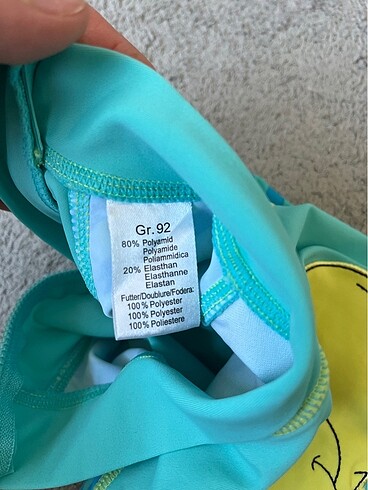 Gr. 92
80% Polyamid
Polyamide
Poliammidica
20% Elasthan
Elasthanne
Elastan
Futter/Doublure/Fodera:
100% Polyester
100% Polyester
100% Poliestere